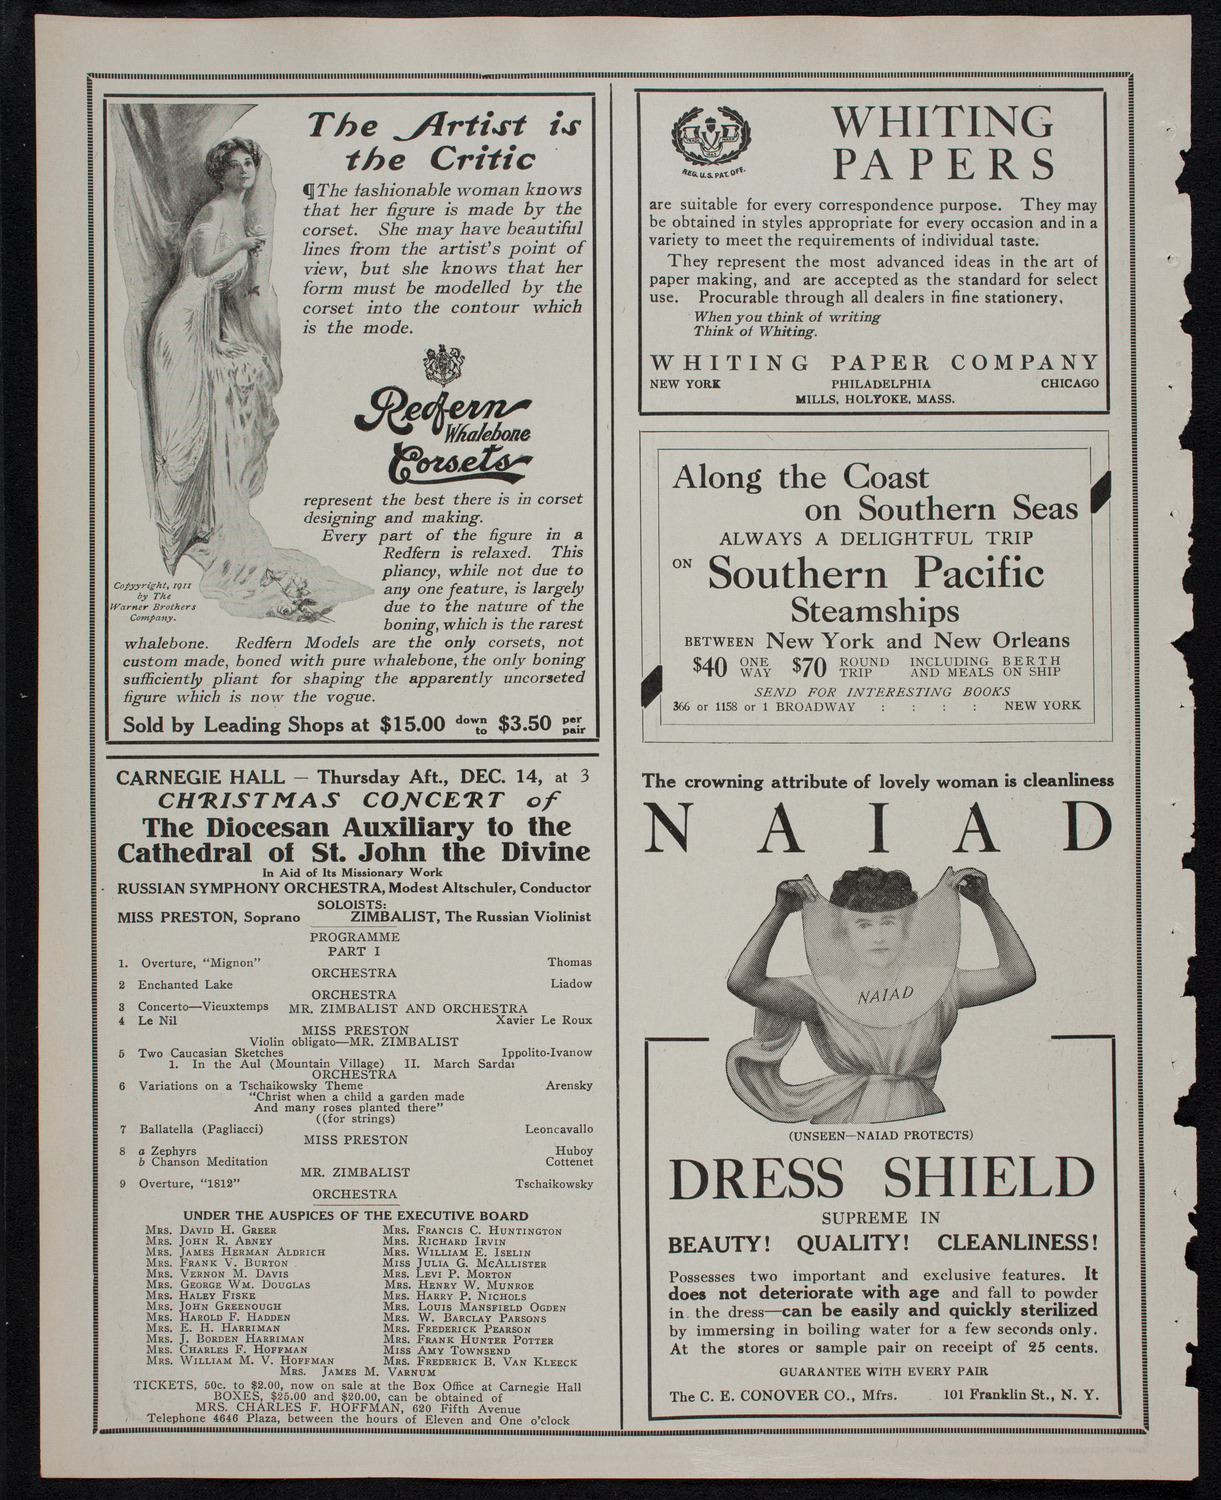 The Artist is
the Critic
¶The fashionable woman knows
that her figure is made by the
corset. She may have beautiful
lines from the artist's point of
view, but she knows that her
form must be modelled by the
corset into the contour which
is the mode.
Redfern
Whalebone
Corsets
represent the best there is in corset
designing and making.
Every part of the figure in a
Redfern is relaxed. This
pliancy, while not due to
any one feature, is largely
due to the nature of the
boning, which is the rarest
whalebone. Redfern Models are the only corsets, not
custom made, boned with pure whalebone, the only boning
sufficiently pliant for shaping the apparently uncorseted
figure which is now the vogue.
Copyyright, 1911
by The
Warner Brothers
Company.
Sold by Leading Shops at $15.00 down to $3.50 per pair
CARNEGIE HALL — Thursday Aft., DEC. 14, at 3
CHRISTMAS CONCERT of
The Diocesan Auxiliary to the
Cathedral of St. John the Divine
In Aid of Its Missionary Work
RUSSIAN SYMPHONY ORCHESTRA, Modest Altschuler, Conductor
SOLOISTS:
MISS PRESTON, Soprano ZIMBALIST, The Russian Violinist
PROGRAMME
PART I
1. Overture, "Mignon" Thomas
ORCHESTRA
2 Enchanted Lake Liadow
ORCHESTRA
3 Concerto—Vieuxtemps MR. ZIMBALIST AND ORCHESTRA
4 Le Nil Xavier Le Roux
MISS PRESTON
Violin obligato—MR. ZIMBALIST
5 Two Caucasian Sketches Ippolito-Ivanow
1. In the Aul (Mountain Village) II. March Sardar
ORCHESTRA
6 Variations on a Tschaikowsky Theme Arensky
"Christ when a child a garden made
And many roses planted there"
((for strings)
7 Ballatella (Pagliacci) Leoncavallo
MISS PRESTON
8 a Zephyrs Huboy
b Chanson Meditation Cottenet
MR. ZIMBALIST
9 Overture, "1812" Tschaikowsky
ORCHESTRA
UNDER THE AUSPICES OF THE EXECUTIVE BOARD
MRS. DAVID H. GREER
MRS. JOHN R. ABNEY
MRS. JAMES HERMAN ALDRICH
MRS. FRANK V. BURTON
MRS. VERNON M. DAVIS
MRS. GEORGE WM. DOUGLAS
MRS. HALEY FISKE
MRS. JOHN GREENOUGH
MRS. HAROLD F. HADDEN
MRS. E. H. HARRIMAN
MRS. J. BORDEN HARRIMAN
MRS. CHARLES F. HOFFMAN
MRS. WILLIAM M. V. HOFFMAN
MRS. FRANCIS C. HUNTINGTON
MRS. RICHARD IRVIN
MRS. WILLIAM E. ISELIN
MISS JULIA G. MCALLISTER
MRS. LEVI P. MORTON
MRS. HENRY W. MUNROE
MRS. HARRY P. NICHOLS
MRS. LOUIS MANSFIELD OGDEN
MRS. W. BARCLAY PARSONS
MRS. FREDERICK PEARSON
MRS. FRANK HUNTER POTTER
MISS AMY TOWNSEND
MRS. FREDERICK B. VAN KLEECK
MRS. JAMES M. VARNUM
TICKETS, 50c. to $2.00, now on sale at the Box Office at Carnegie Hall
BOXES, $25.00 and $20.00, can be obtained of
MRS. CHARLES F. HOFFMAN, 620 Fifth Avenue
Telephone 4646 Plaza, between the hours of Eleven and One o'clock
REG. U.S. PAT. OFF.
WHITING
PAPERS
are suitable for every correspondence purpose. They may
be obtained in styles appropriate for every occasion and in a
variety to meet the requirements of individual taste.
They represent the most advanced ideas in the art of
paper making, and are accepted as the standard for select
use. Procurable through all dealers in fine stationery.
When you think of writing
Think of Whiting.
WHITING PAPER COMPANY
NEW YORK PHILADELPHIA CHICAGO
MILLS, HOLYOKE, MASS.
Along the Coast
on Southern Seas
ALWAYS A DELIGHTFUL TRIP
ON Southern Pacific
Steamships
BETWEEN New York and New Orleans
$40 ONE WAY $70 ROUND TRIP INCLUDING BERTH AND MEALS ON SHIP
SEND FOR INTERESTING BOOKS
366 or 1158 or 1 BROADWAY : : : : NEW YORK
The crowning attribute of lovely woman is cleanliness
NAIAD
NAIAD
(UNSEEN—NAIAD PROTECTS)
DRESS SHIELD
SUPREME IN
BEAUTY! QUALITY! CLEANLINESS!
Possesses two important and exclusive features. It
does not deteriorate with age and fall to powder
in the dress—can be easily and quickly sterilized
by immersing in boiling water for a few seconds only.
At the stores or sample pair on receipt of 25 cents.
GUARANTEE WITH EVERY PAIR
The C. E. CONOVER CO., Mfrs. 101 Franklin St., N. Y.